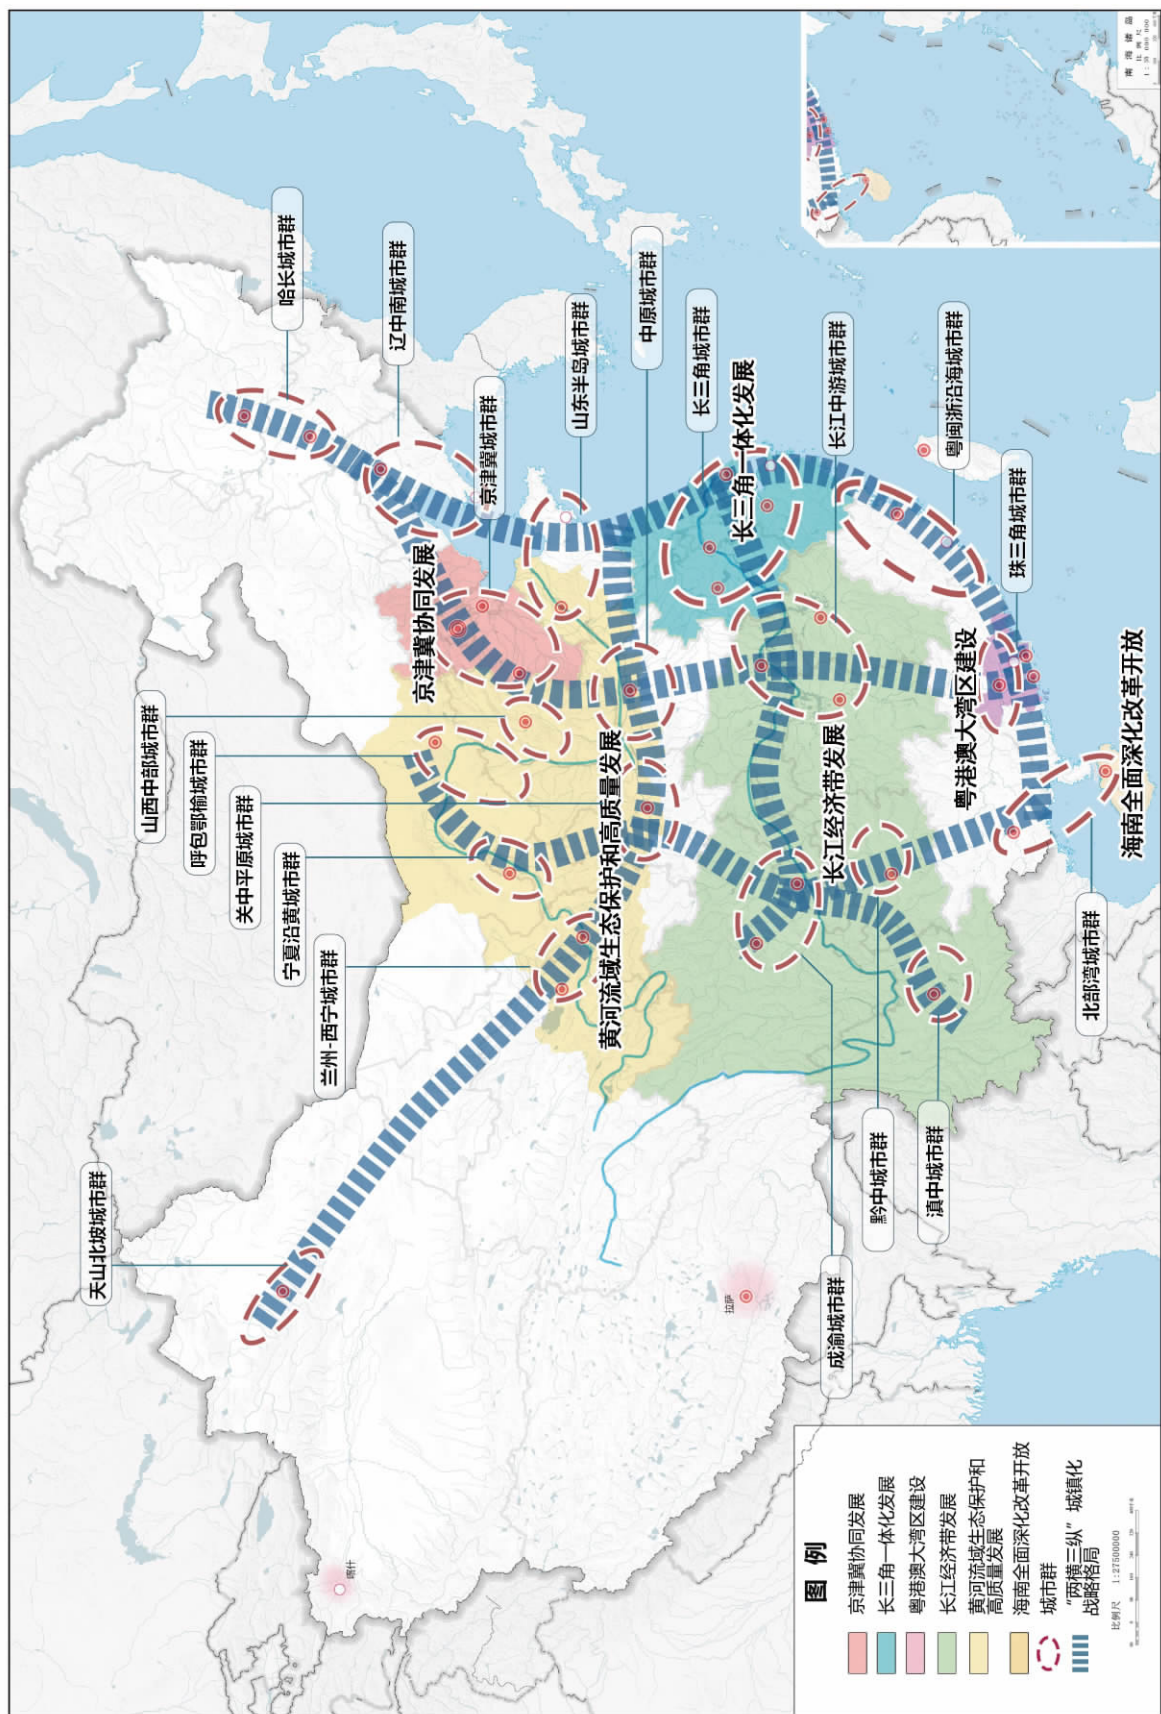 哈长城市群
辽中南城市群
京津冀城市群
山东半岛城市群
中原城市群
长三角城市群
长三角一体化发展
长江中游城市群
粤闽浙沿海城市群
珠三角城市群
京津冀协同发展
山西中部城市群
呼包鄂榆城市群
关中平原城市群
宁夏沿黄城市群
兰州-西宁城市群
黄河流域生态保护和高质量发展
长江经济带发展
粤港澳大湾区建设
海南全面深化改革开放
天山北坡城市群
北部湾城市群
黔中城市群
滇中城市群
成渝城市群
拉萨
喀什
南海诸岛
比例尺
图 例
京津冀协同发展
长三角一体化发展
粤港澳大湾区建设
长江经济带发展
黄河流域生态保护和
高质量发展
海南全面深化改革开放
城市群
“两横三纵”城镇化
战略格局
比例尺 1:27500000